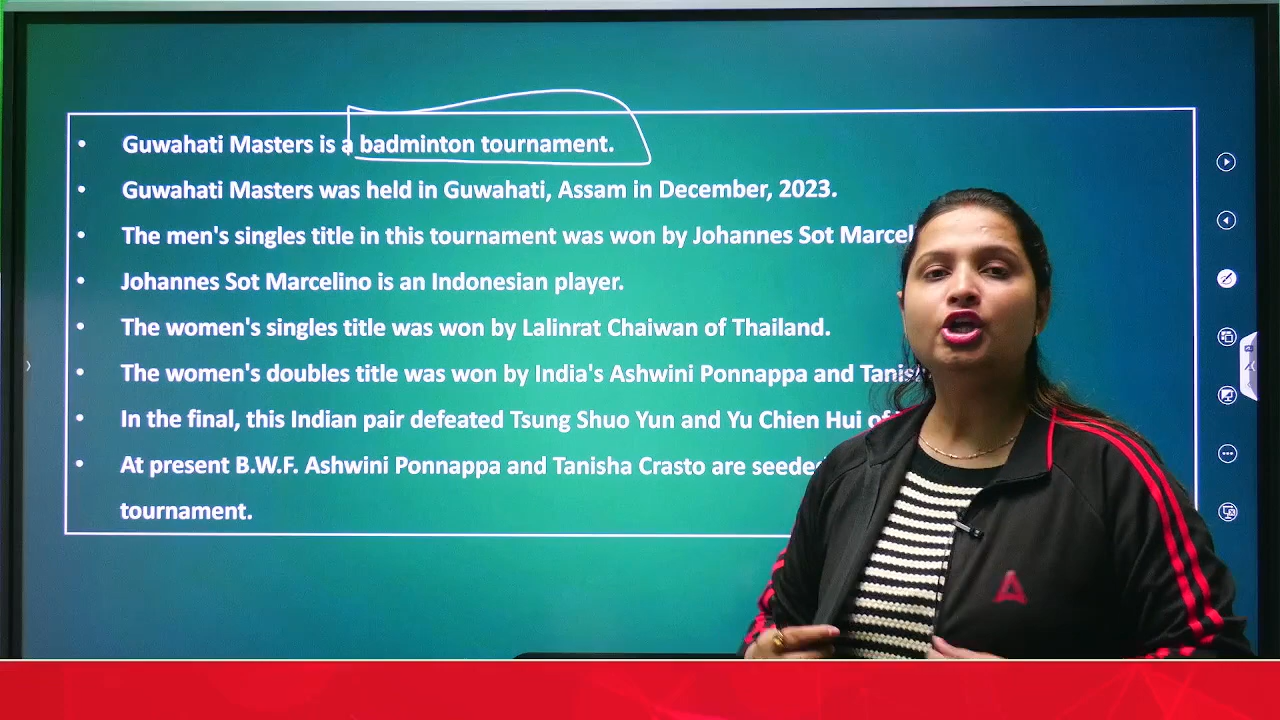 • Guwahati Masters is a badminton tournament.
• Guwahati Masters was held in Guwahati, Assam in December, 2023.
• The men's singles title in this tournament was won by Johannes Sot
• Johannes Sot Marcelino is an Indonesian player.
• The women's singles title was won by Lalinrat Chaiwan of Thailand.
• The women's doubles title was won by India's Ashwini Ponnappa and
• In the final, this Indian pair defeated Tsung Shuo Yun and Yu Chien Hui of
• At present B.W.F. Ashwini Ponnappa and Tanisha Crasto are seeded
tournament.